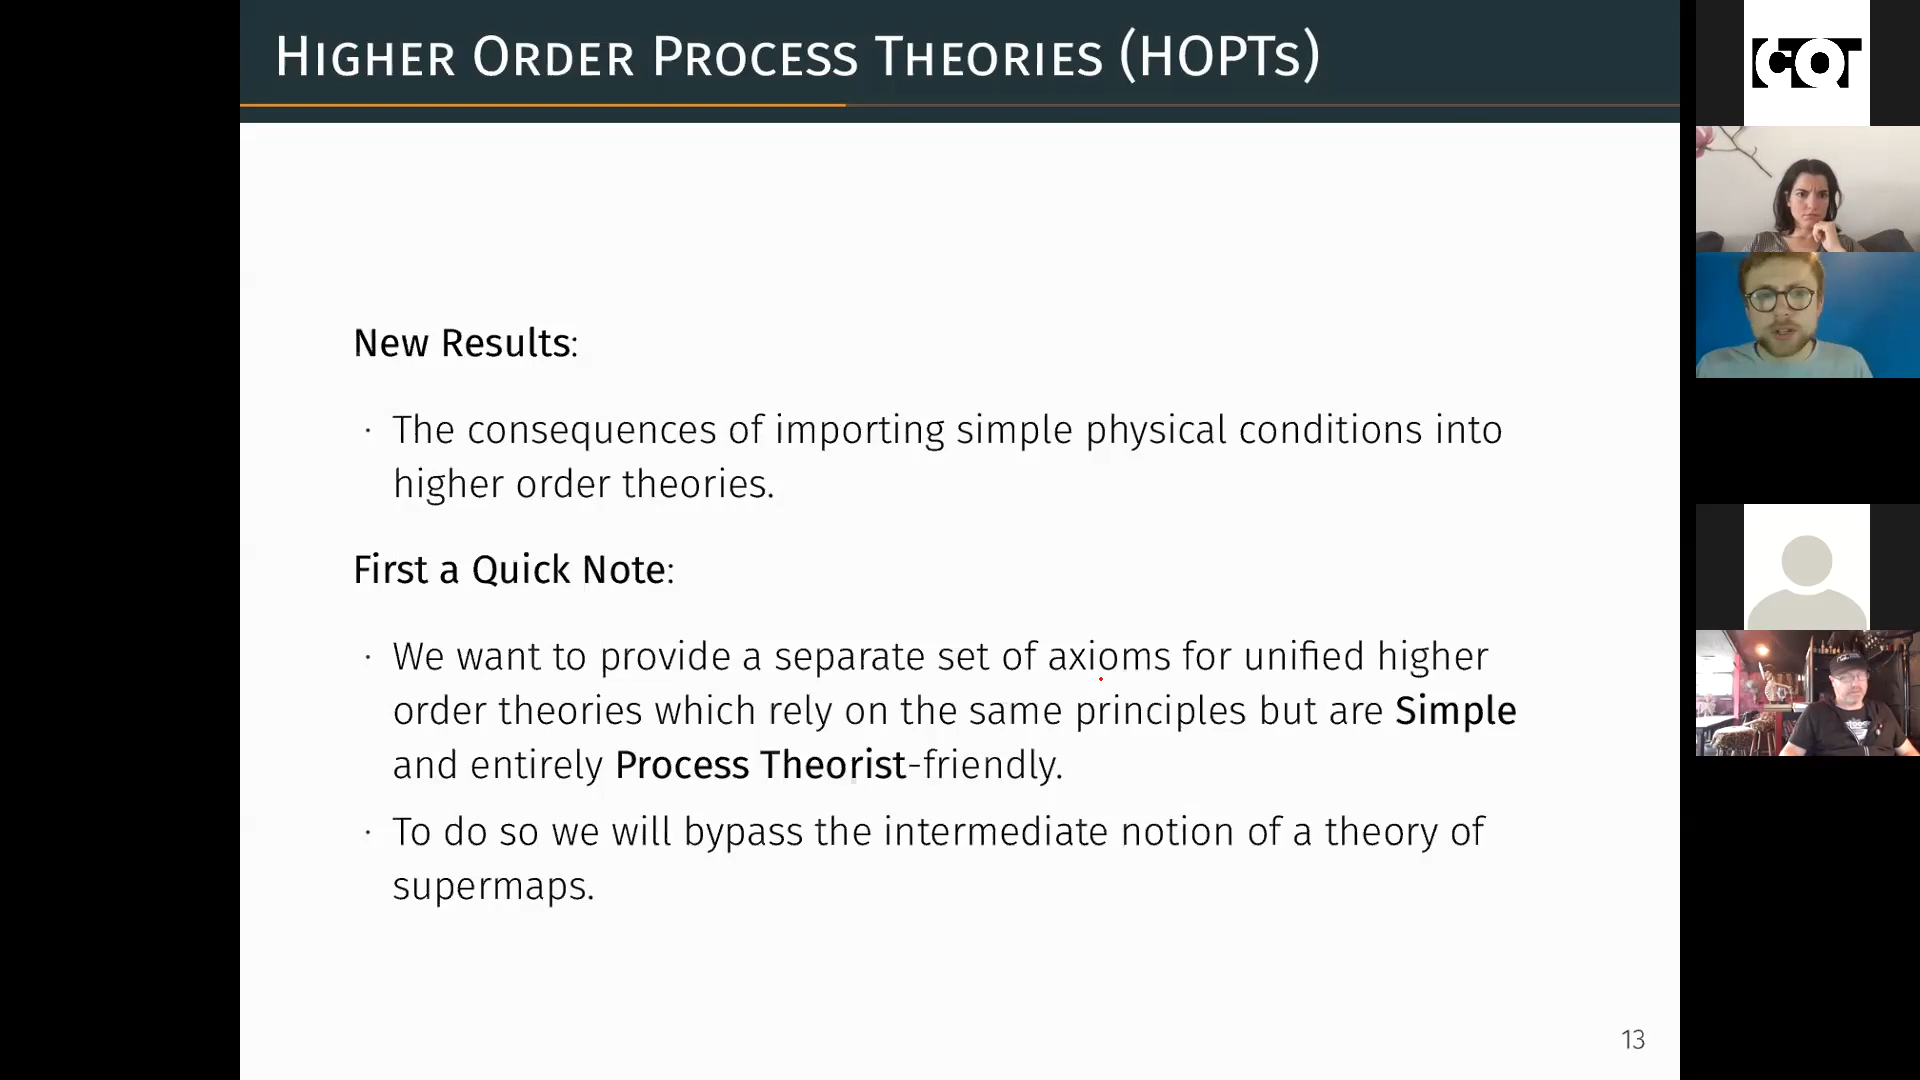 Higher Order Process Theories (HOPTs)
CQT
New Results:
· The consequences of importing simple physical conditions into
higher order theories.
First a Quick Note:
· We want to provide a separate set of axioms for unified higher
order theories which rely on the same principles but are Simple
and entirely Process Theorist-friendly.
· To do so we will bypass the intermediate notion of a theory of
supermaps.
13